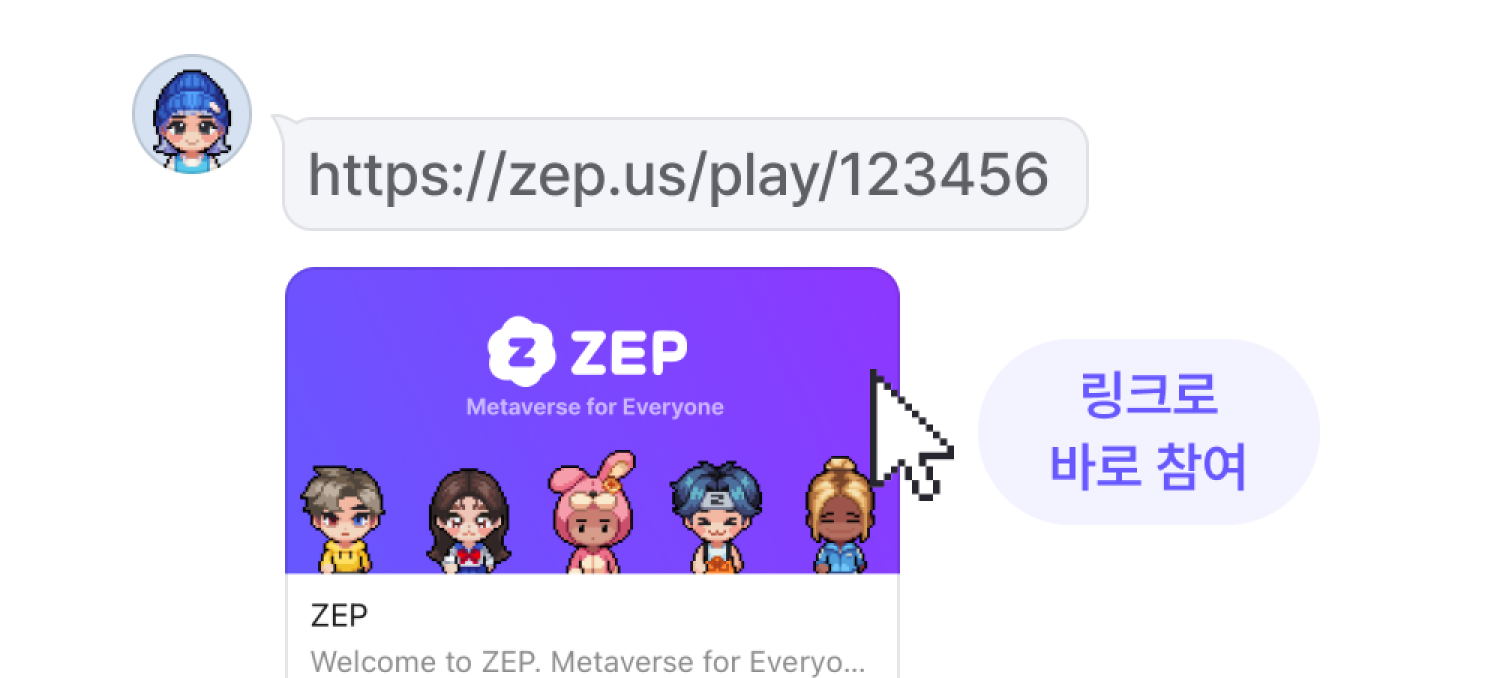 https://zep.us/play/123456
ZEP
Metaverse for Everyone
링크로
바로 참여
ZEP
Welcome to ZEP. Metaverse for Everyo...